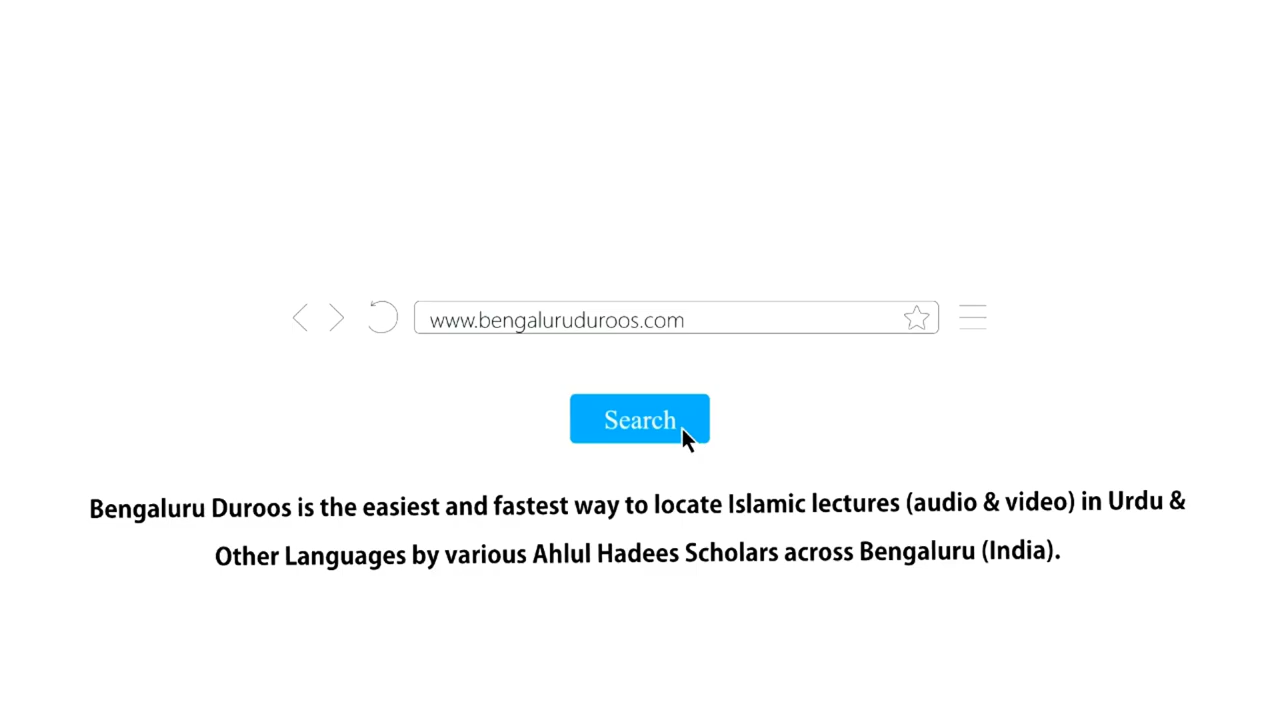 www.bengaluruduroos.com
Search
Bengaluru Duroos is the easiest and fastest way to locate Islamic lectures (audio & video) in Urdu &
Other Languages by various Ahlul Hadees Scholars across Bengaluru (India).